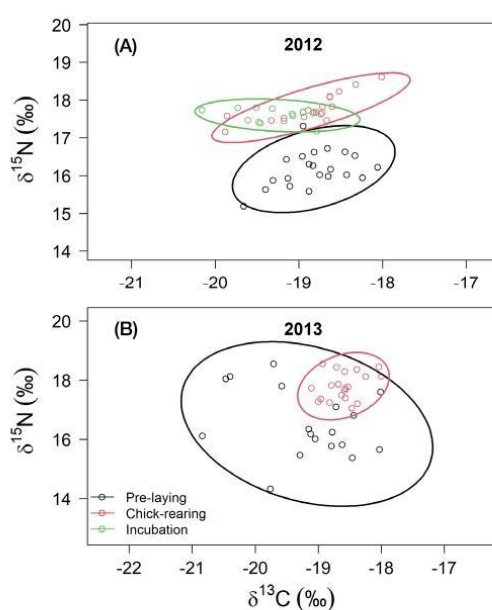 (A) 2012
δ15N (‰)
20
19
18
17
16
15
14
-21 -20 -19 -18 -17
(B) 2013
δ15N (‰)
20
18
16
14
Pre-laying
Chick-rearing
Incubation
-22 -21 -20 -19 -18 -17
δ13C (‰)